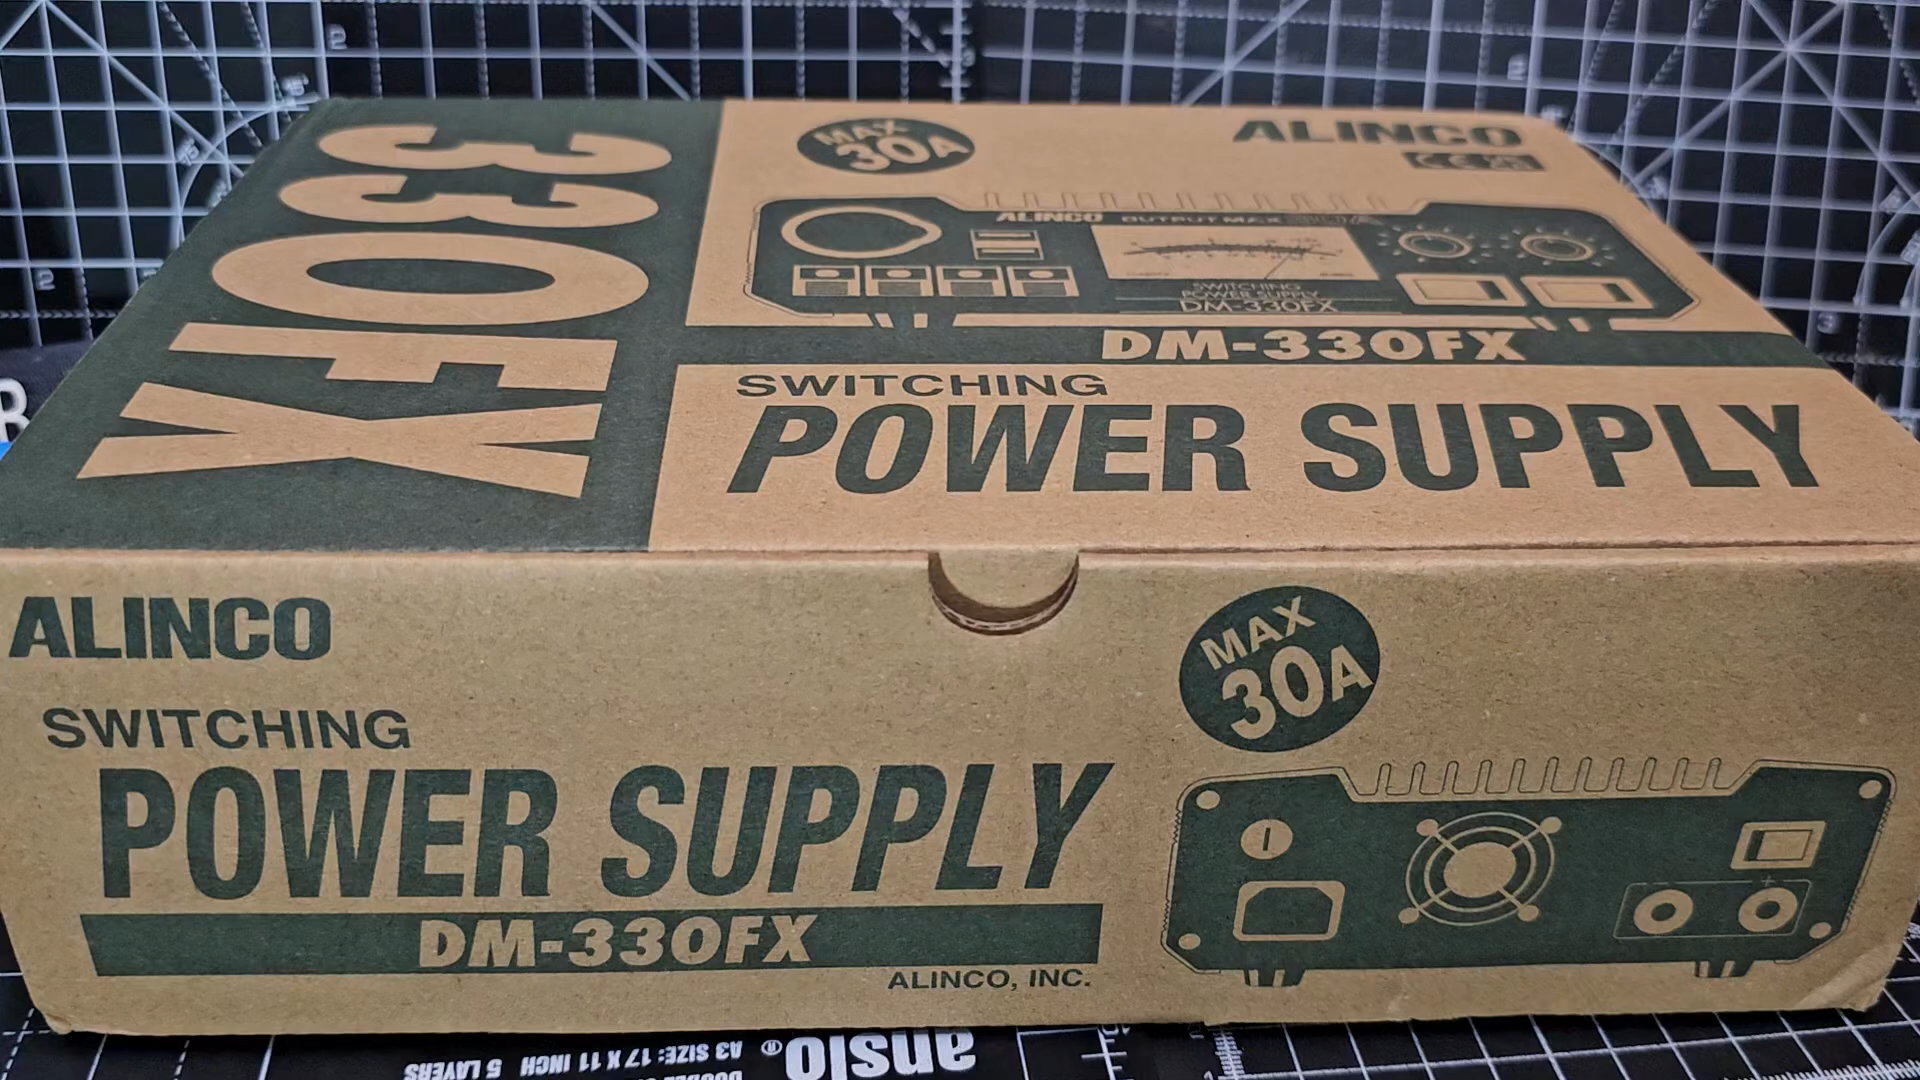 330FX
MAX
30A
ALINCO
CE
ALINCO OUTPUT MAX
SWITCHING
POWER SUPPLY
DM-330FX
DM-330FX
SWITCHING
POWER SUPPLY
ALINCO
SWITCHING
POWER SUPPLY
DM-330FX
ALINCO, INC.
MAX
30A
ansio®
A3 SIZE: 17 X 11 INCH 5 LAYERS